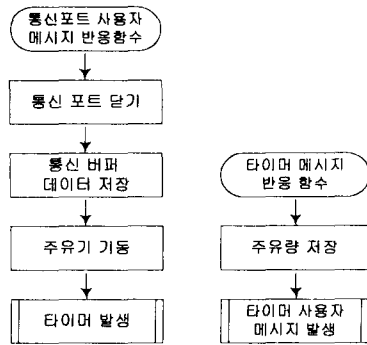 통신포트 사용자
메시지 반응함수
통신 포트 닫기
통신 버퍼
데이터 저장
주유기 기동
타이머 발생
타이머 메시지
반응 함수
주유량 저장
타이머 사용자
메시지 발생